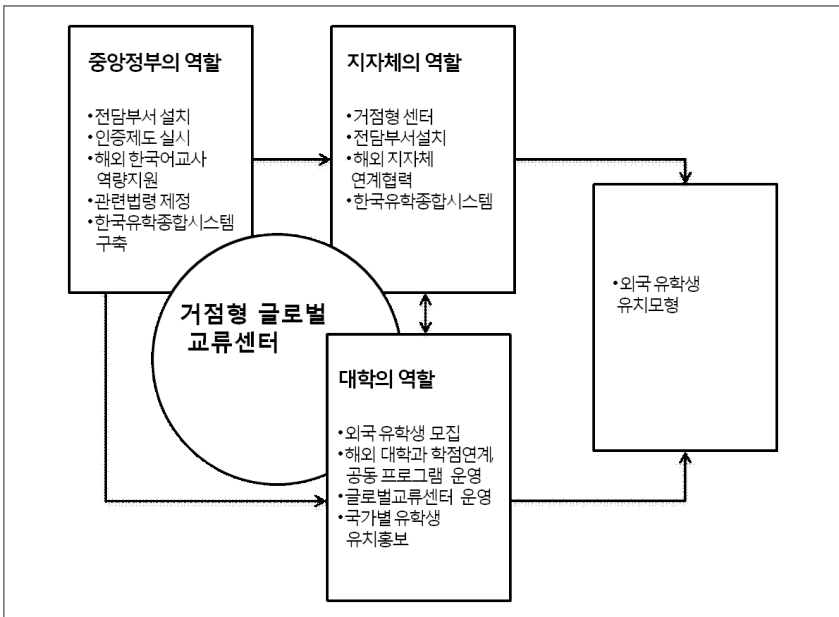 중앙정부의 역할
•전담부서 설치
•인증제도 실시
•해외 한국어교사
역량지원
•관련법령 제정
•한국유학종합시스템
구축
지자체의 역할
•거점형 센터
•전담부서설치
•해외 지자체
연계협력
•한국유학종합시스템
•외국 유학생
유치모형
거점형 글로벌
교류센터
대학의 역할
•외국 유학생 모집
•해외 대학과 학점연계,
공동 프로그램 운영
•글로벌교류센터 운영
•국가별 유학생
유치홍보